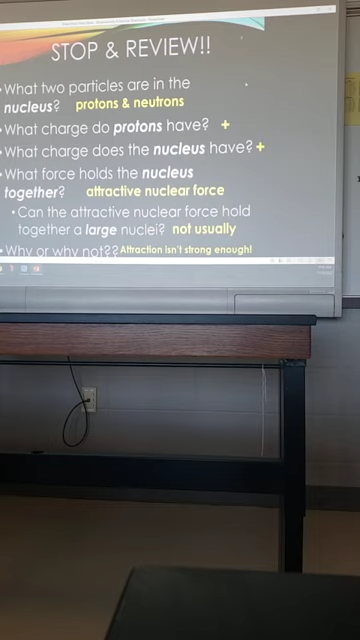 STOP & REVIEW!!
• What two particles are in the
nucleus? protons & neutrons
• What charge do protons have? +
• What charge does the nucleus have? +
• What force holds the nucleus
together? attractive nuclear force
• Can the attractive nuclear force hold
together a large nuclei? not usually
• Why or why not?? Attraction isn't strong enough!